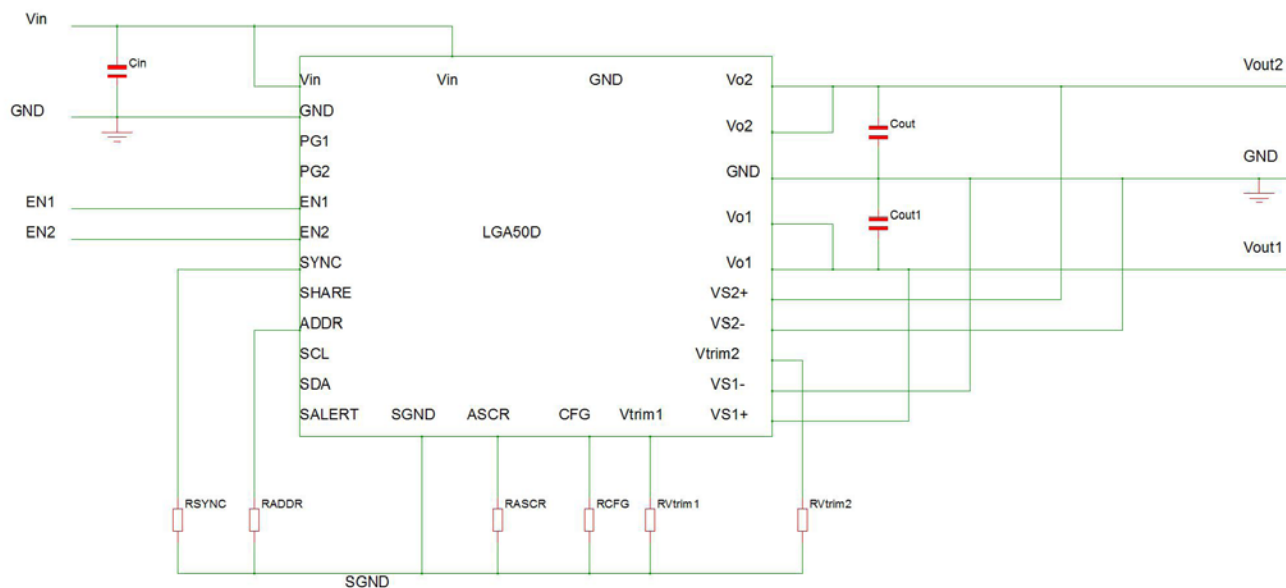 Vin
Cin
GND
EN1
EN2
Vin
Vin
GND
Vo2
GND
Vo2
PG1
PG2
GND
EN1
Vo1
EN2
LGA50D
SYNC
Vo1
SHARE
VS2+
ADDR
VS2-
SCL
Vtrim2
SDA
VS1-
SALERT
SGND
ASCR
CFG
Vtrim1
VS1+
Vout2
Cout
GND
Cout1
Vout1
RSYNC
RADDR
RASCR
RCFG
RVtrim1
RVtrim2
SGND